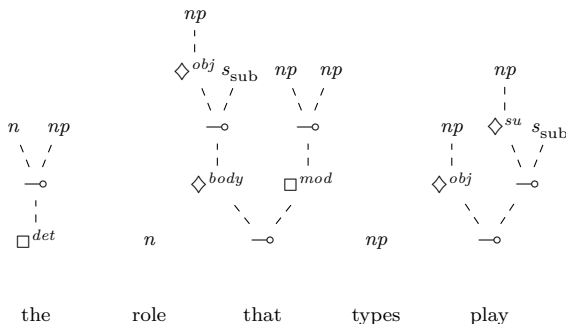 np
◇obj s_sub np np np
n np ⊸ ⊸ np ◇su s_sub
⊸ ◇body □mod ◇obj ⊸
□det n ⊸ np ⊸
the role that types play